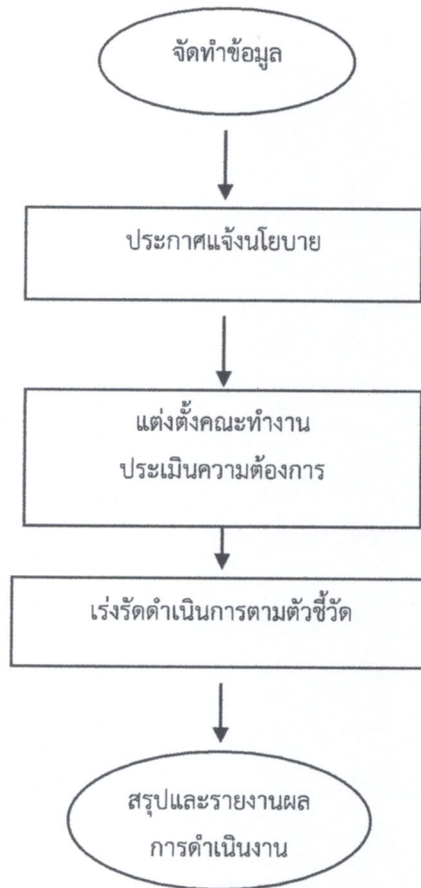 จัดทำข้อมูล
ประกาศแจ้งนโยบาย
แต่งตั้งคณะทำงาน
ประเมินความต้องการ
เร่งรัดดำเนินการตามตัวชี้วัด
สรุปและรายงานผล
การดำเนินงาน